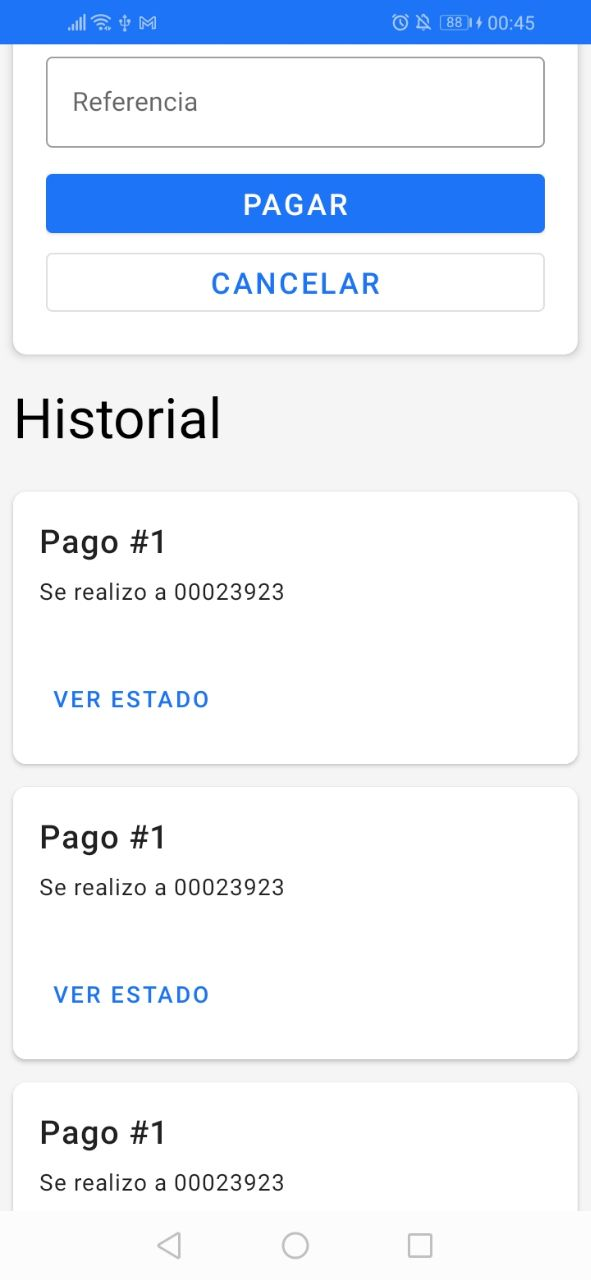 88 00:45
Referencia
PAGAR
CANCELAR
Historial
Pago #1
Se realizo a 00023923
VER ESTADO
Pago #1
Se realizo a 00023923
VER ESTADO
Pago #1
Se realizo a 00023923